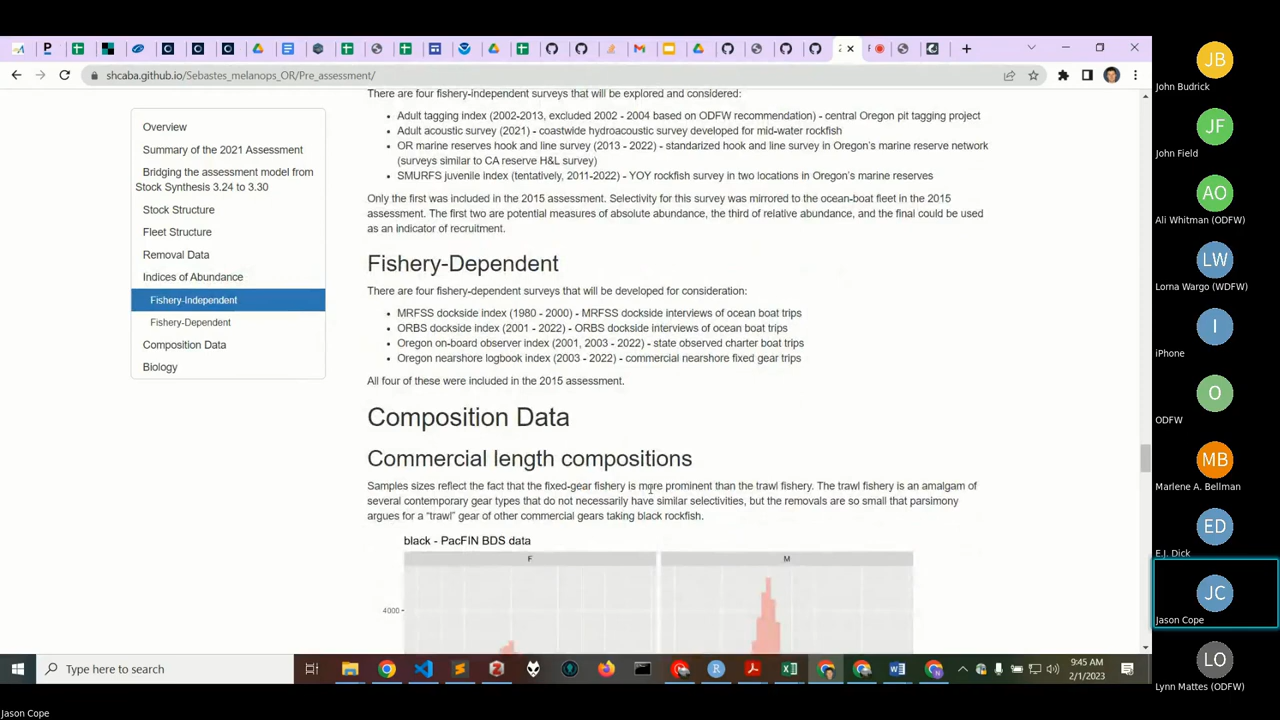 shcaba.github.io/Sebastes_melanops_OR/Pre_assessment/
Overview
Summary of the 2021 Assessment
Bridging the assessment model from
Stock Synthesis 3.24 to 3.30
Stock Structure
Fleet Structure
Removal Data
Indices of Abundance
Fishery-Independent
Fishery-Dependent
Composition Data
Biology
There are four fishery-independent surveys that will be explored and considered:
• Adult tagging index (2002-2013, excluded 2002 - 2004 based on ODFW recommendation) - central Oregon pit tagging project
• Adult acoustic survey (2021) - coastwide hydroacoustic survey developed for mid-water rockfish
• OR marine reserves hook and line survey (2013 - 2022) - standarized hook and line survey in Oregon's marine reserve network
(surveys similar to CA reserve H&L survey)
• SMURFS juvenile index (tentatively, 2011-2022) - YOY rockfish survey in two locations in Oregon's marine reserves
Only the first was included in the 2015 assessment. Selectivity for this survey was mirrored to the ocean-boat fleet in the 2015
assessment. The first two are potential measures of absolute abundance, the third of relative abundance, and the final could be used
as an indicator of recruitment.
Fishery-Dependent
There are four fishery-dependent surveys that will be developed for consideration:
• MRFSS dockside index (1980 - 2000) - MRFSS dockside interviews of ocean boat trips
• ORBS dockside index (2001 - 2022) - ORBS dockside interviews of ocean boat trips
• Oregon on-board observer index (2001, 2003 - 2022) - state observed charter boat trips
• Oregon nearshore logbook index (2003 - 2022) - commercial nearshore fixed gear trips
All four of these were included in the 2015 assessment.
Composition Data
Commercial length compositions
Samples sizes reflect the fact that the fixed-gear fishery is more prominent than the trawl fishery. The trawl fishery is an amalgam of
several contemporary gear types that do not necessarily have similar selectivities, but the removals are so small that parsimony
argues for a “trawl” gear of other commercial gears taking black rockfish.
black - PacFIN BDS data
F
M
4000
JB
John Budrick
JF
John Field
AO
Ali Whitman (ODFW)
LW
Lorna Wargo (WDFW)
I
iPhone
O
ODFW
MB
Marlene A. Bellman
ED
E.J. Dick
JC
Jason Cope
LO
Lynn Mattes (ODFW)
Type here to search
9:45 AM
2/1/2023
Jason Cope